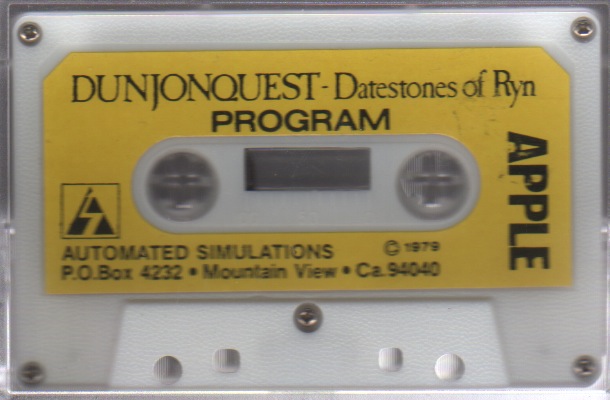 DUNJONQUEST - Datestones of Ryn
PROGRAM
APPLE
AUTOMATED SIMULATIONS © 1979
P.O.Box 4232 • Mountain View • Ca. 94040